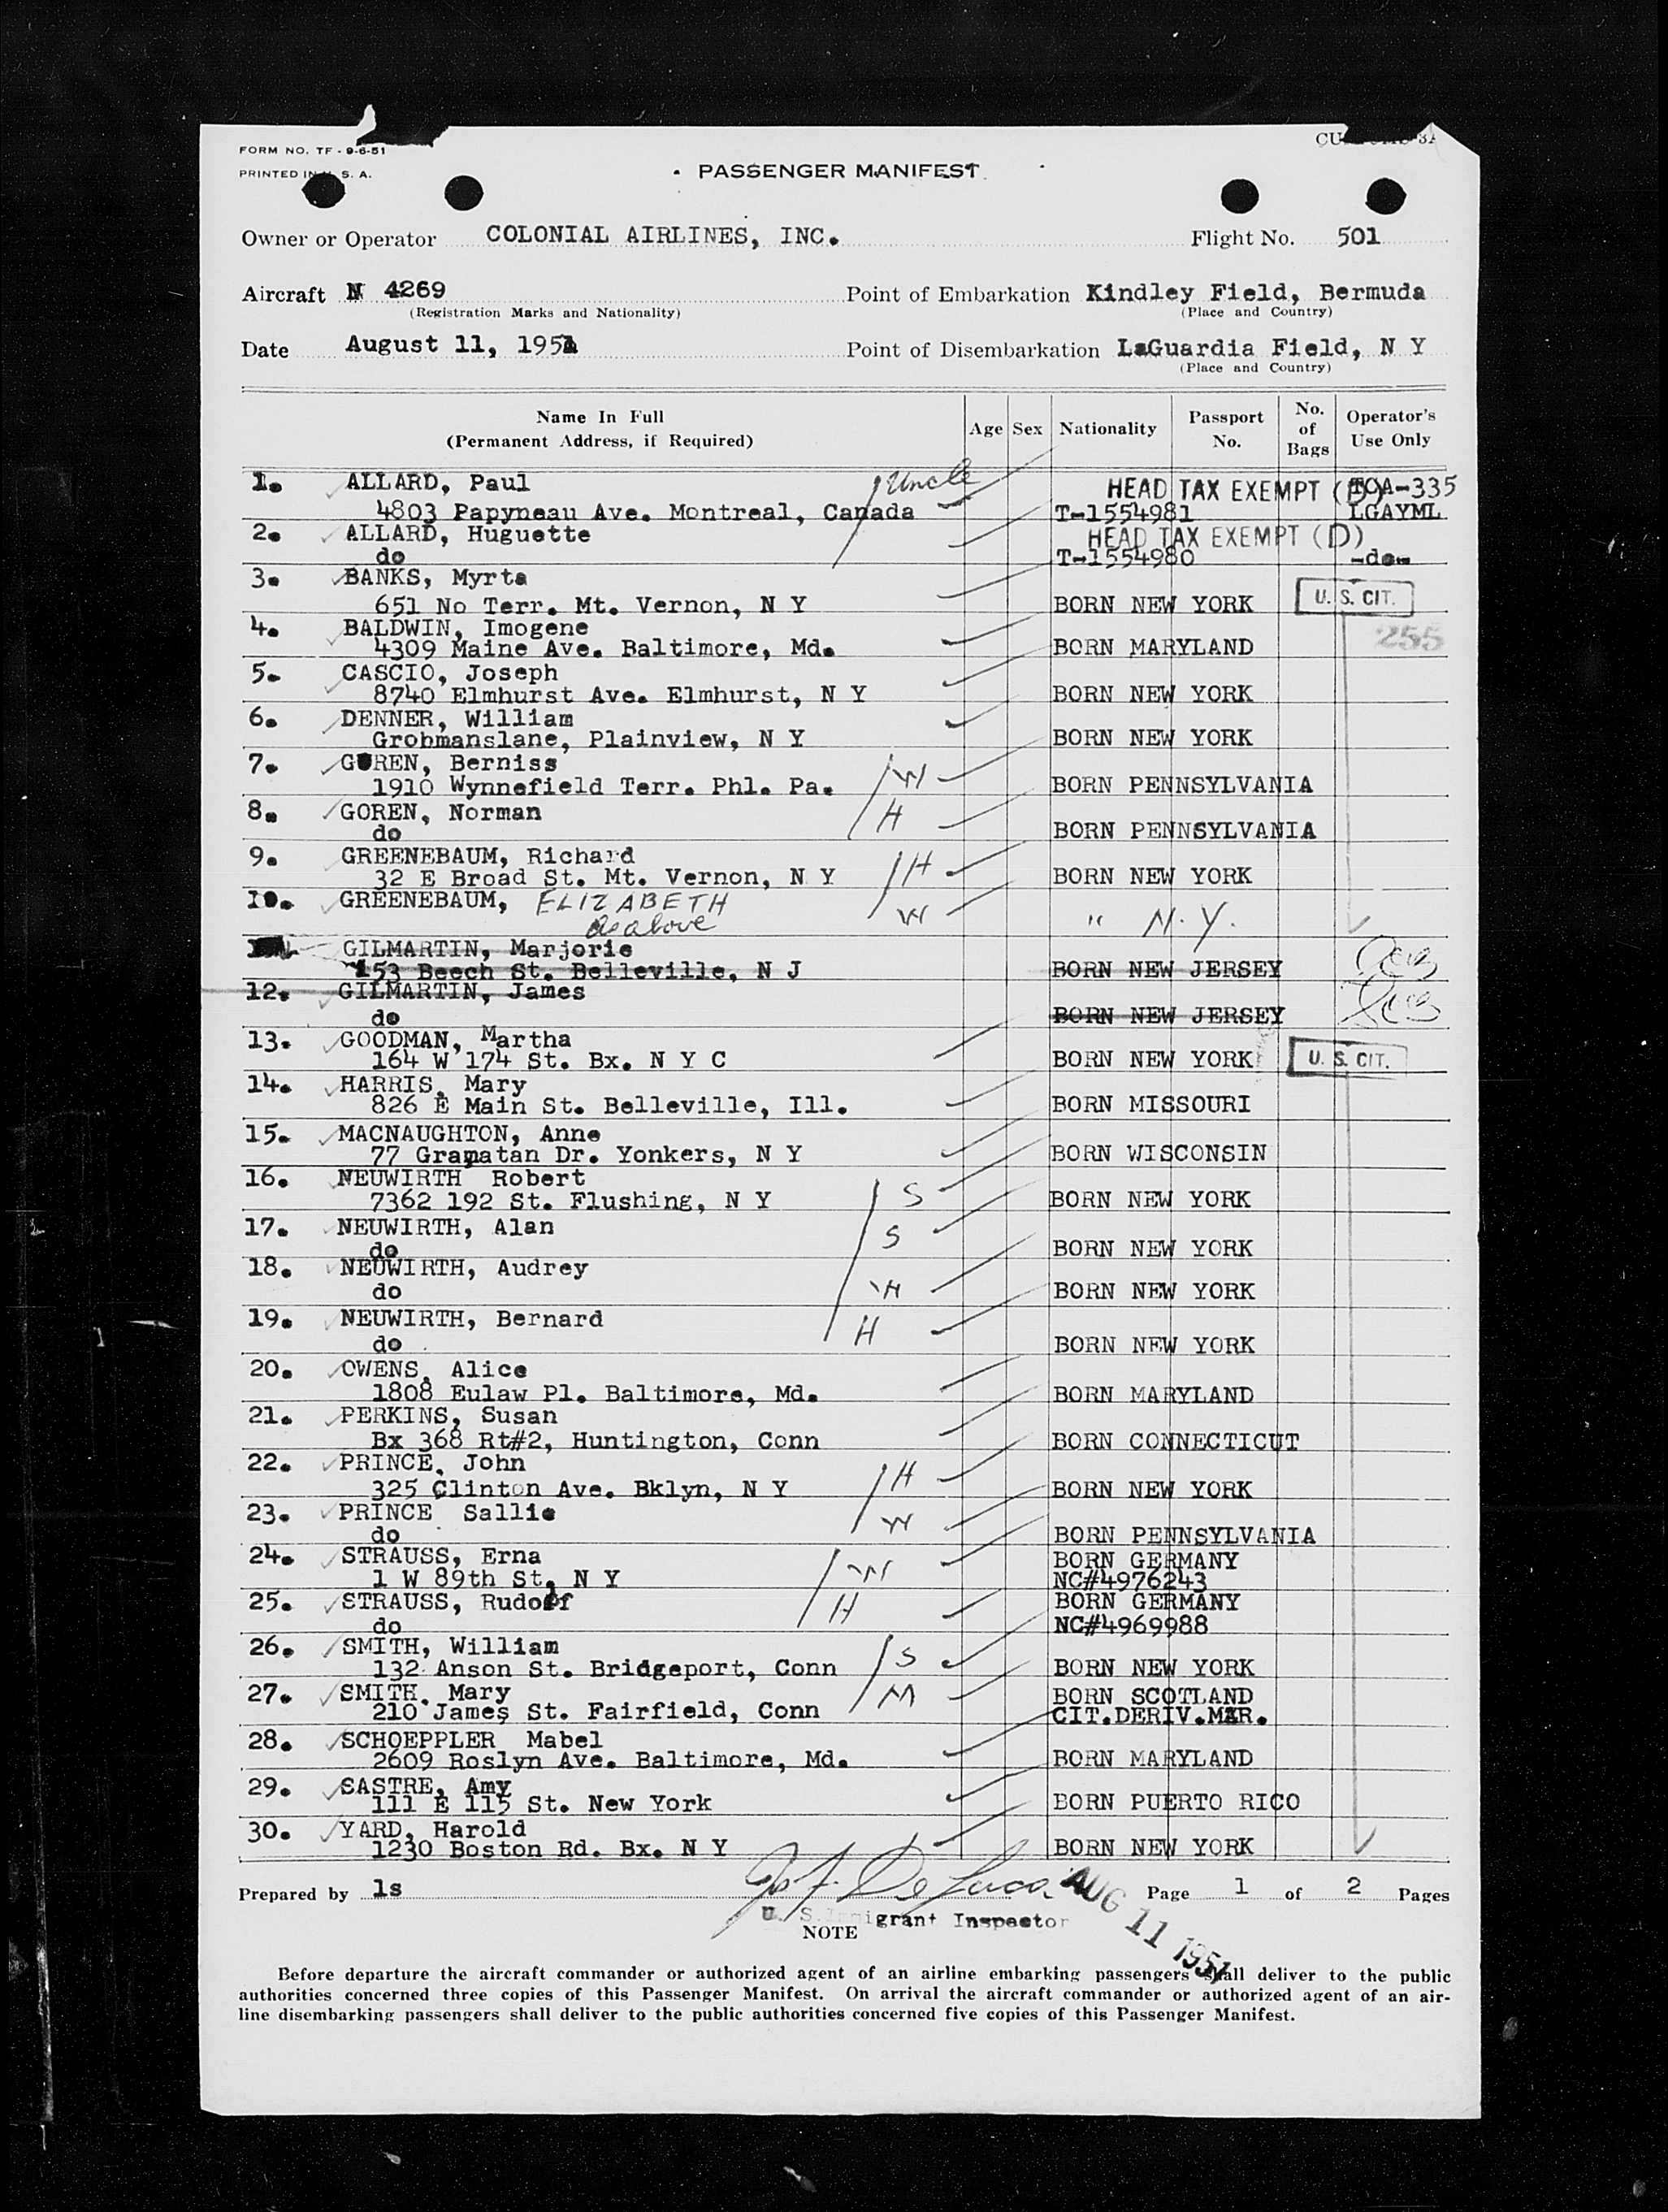 FORM NO. TF - 9-6-51
PRINTED IN U. S. A.
PASSENGER MANIFEST
Owner or Operator COLONIAL AIRLINES, INC. Flight No. 501
Aircraft N 4269 Point of Embarkation Kindley Field, Bermuda
(Registration Marks and Nationality) (Place and Country)
Date August 11, 1951 Point of Disembarkation LaGuardia Field, N Y
(Place and Country)
Name In Full
(Permanent Address, if Required)
Age Sex Nationality Passport No. No. of Bags Operator's Use Only
1. ALLARD, Paul Uncle HEAD TAX EXEMPT (D) TCA-335
4803 Papyneau Ave. Montreal, Canada T-1554981 LGAYML
2. ALLARD, Huguette HEAD TAX EXEMPT (D)
do T-1554980 -do-
3. BANKS, Myrta
651 No Terr. Mt. Vernon, N Y BORN NEW YORK U. S. CIT.
4. BALDWIN, Imogene 255
4309 Maine Ave. Baltimore, Md. BORN MARYLAND
5. CASCIO, Joseph
8740 Elmhurst Ave. Elmhurst, N Y BORN NEW YORK
6. DENNER, William
Grohmanslane, Plainview, N Y BORN NEW YORK
7. GOREN, Berniss W
1910 Wynnefield Terr. Phl. Pa. BORN PENNSYLVANIA
8. GOREN, Norman H
do BORN PENNSYLVANIA
9. GREENEBAUM, Richard H
32 E Broad St. Mt. Vernon, N Y BORN NEW YORK
10. GREENEBAUM, ELIZABETH W
as above " N.Y.
GILMARTIN, Marjorie
153 Beech St. Belleville, N J BORN NEW JERSEY
12. GILMARTIN, James
do BORN NEW JERSEY
13. GOODMAN, Martha
164 W 174 St. Bx. N Y C BORN NEW YORK U. S. CIT.
14. HARRIS, Mary
826 E Main St. Belleville, Ill. BORN MISSOURI
15. MACNAUGHTON, Anne
77 Gramatan Dr. Yonkers, N Y BORN WISCONSIN
16. NEUWIRTH Robert S
7362 192 St. Flushing, N Y BORN NEW YORK
17. NEUWIRTH, Alan S
do BORN NEW YORK
18. NEUWIRTH, Audrey W
do BORN NEW YORK
19. NEUWIRTH, Bernard H
do BORN NEW YORK
20. OWENS, Alice
1808 Eulaw Pl. Baltimore, Md. BORN MARYLAND
21. PERKINS, Susan
Bx 368 Rt#2, Huntington, Conn BORN CONNECTICUT
22. PRINCE, John H
325 Clinton Ave. Bklyn, N Y BORN NEW YORK
23. PRINCE Sallie W
do BORN PENNSYLVANIA
24. STRAUSS, Erna W BORN GERMANY
1 W 89th St, N Y NC#4976243
25. STRAUSS, Rudolf H BORN GERMANY
do NC#4969988
26. SMITH, William S
132 Anson St. Bridgeport, Conn BORN NEW YORK
27. SMITH, Mary M BORN SCOTLAND
210 James St. Fairfield, Conn CIT.DERIV.MAR.
28. SCHOEPPLER Mabel
2609 Roslyn Ave. Baltimore, Md. BORN MARYLAND
29. SASTRE, Amy
111 E 115 St. New York BORN PUERTO RICO
30. YARD, Harold
1230 Boston Rd. Bx. N Y BORN NEW YORK
Prepared by ls Page 1 of 2 Pages
AUG 11 1951
U. S. Immigrant Inspector
NOTE
Before departure the aircraft commander or authorized agent of an airline embarking passengers shall deliver to the public
authorities concerned three copies of this Passenger Manifest. On arrival the aircraft commander or authorized agent of an air-
line disembarking passengers shall deliver to the public authorities concerned five copies of this Passenger Manifest.